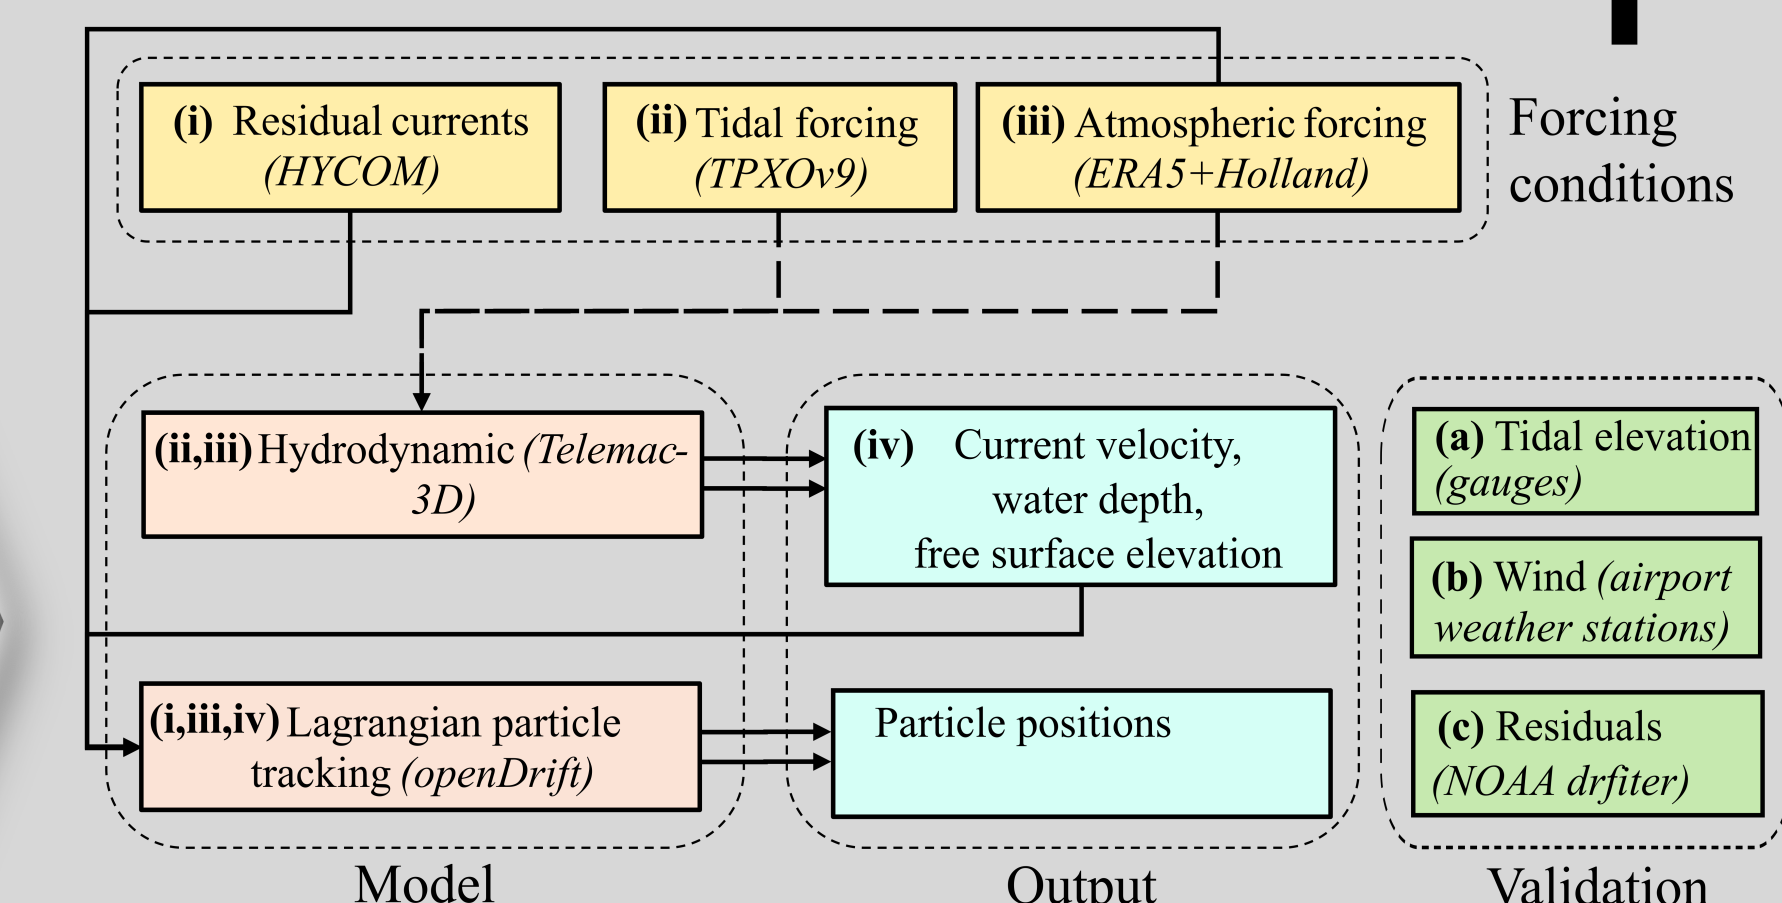 (i) Residual currents
(HYCOM)
(ii) Tidal forcing
(TPXOv9)
(iii) Atmospheric forcing
(ERA5+Holland)
Forcing
conditions
(ii,iii) Hydrodynamic (Telemac-
3D)
(iv) Current velocity,
water depth,
free surface elevation
(a) Tidal elevation
(gauges)
(b) Wind (airport
weather stations)
(i,iii,iv) Lagrangian particle
tracking (openDrift)
Particle positions
(c) Residuals
(NOAA drfiter)
Model
Output
Validation